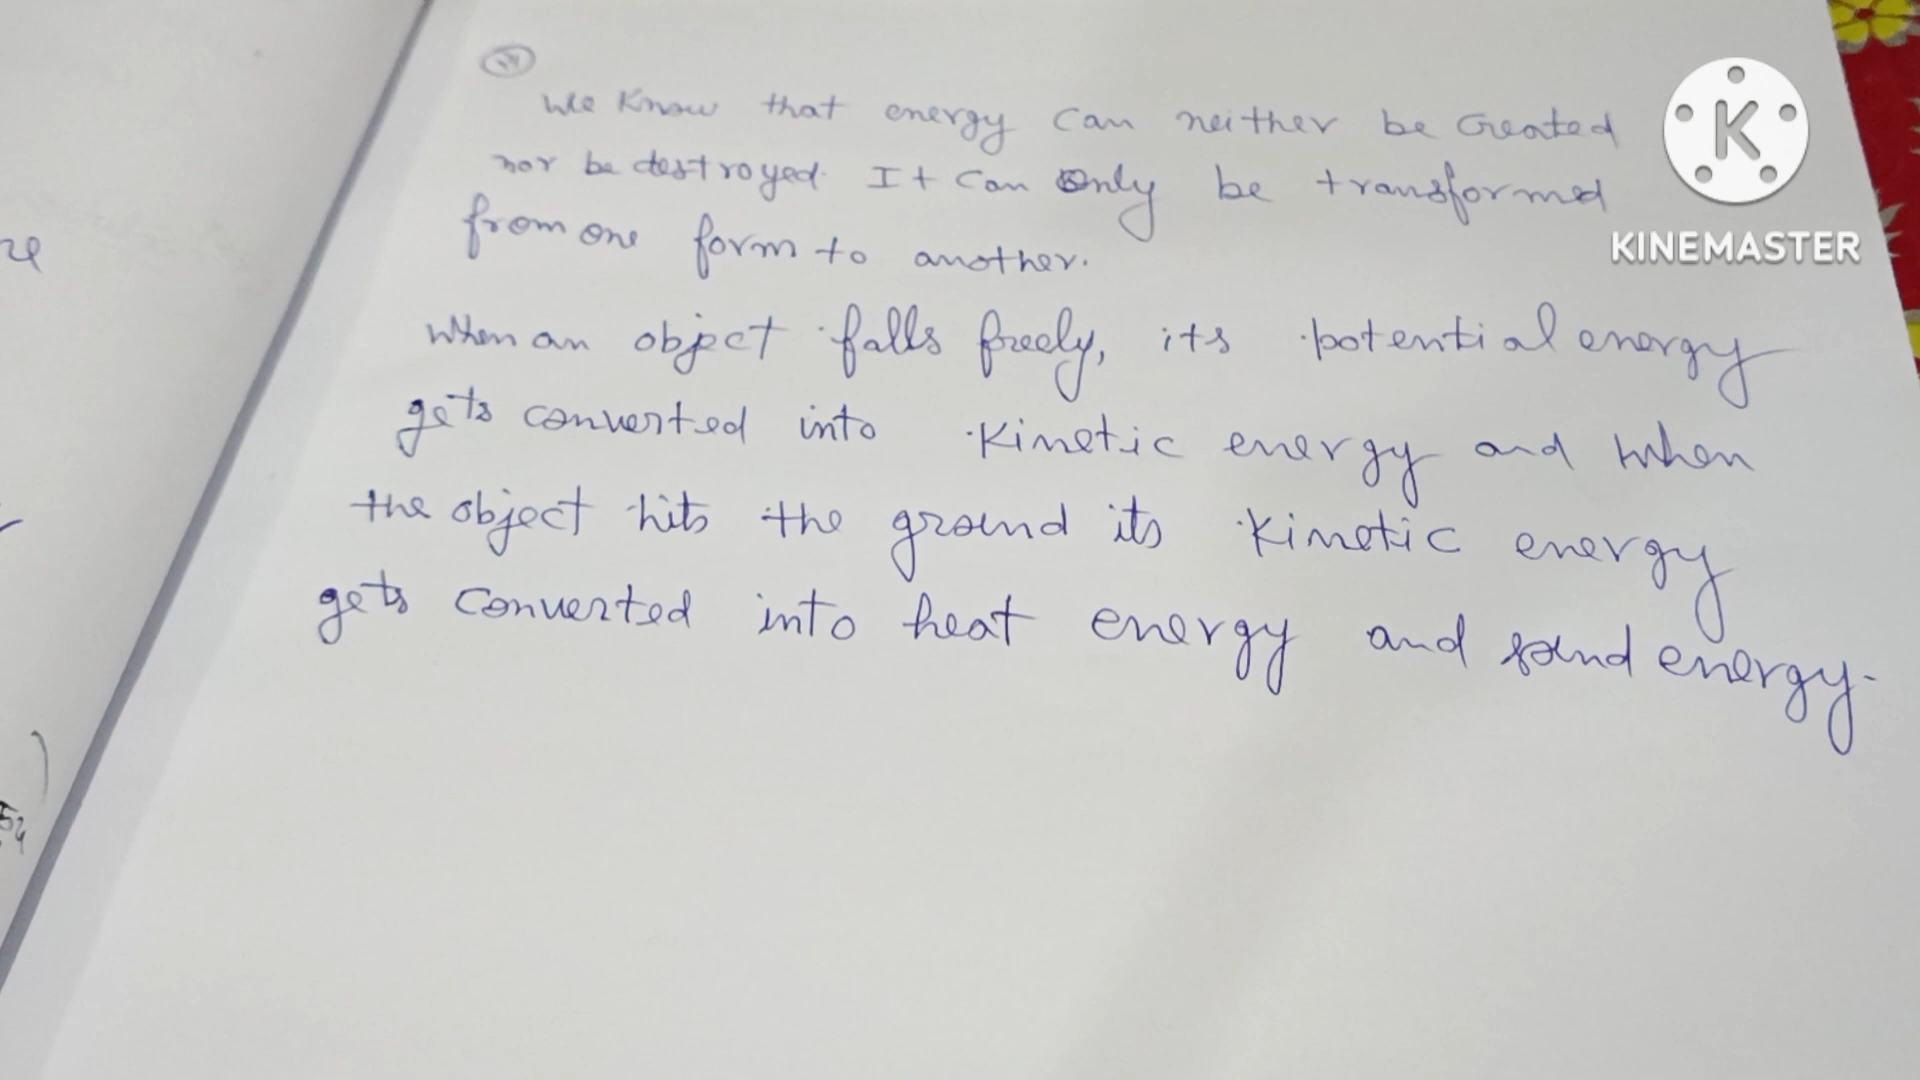 We know that energy can neither be created
nor be destroyed. It can only be transformed
from one form to another.
When an object falls freely, its potential energy
gets converted into kinetic energy and when
the object hits the ground its kinetic energy
gets converted into heat energy and sound energy.
K
KINEMASTER